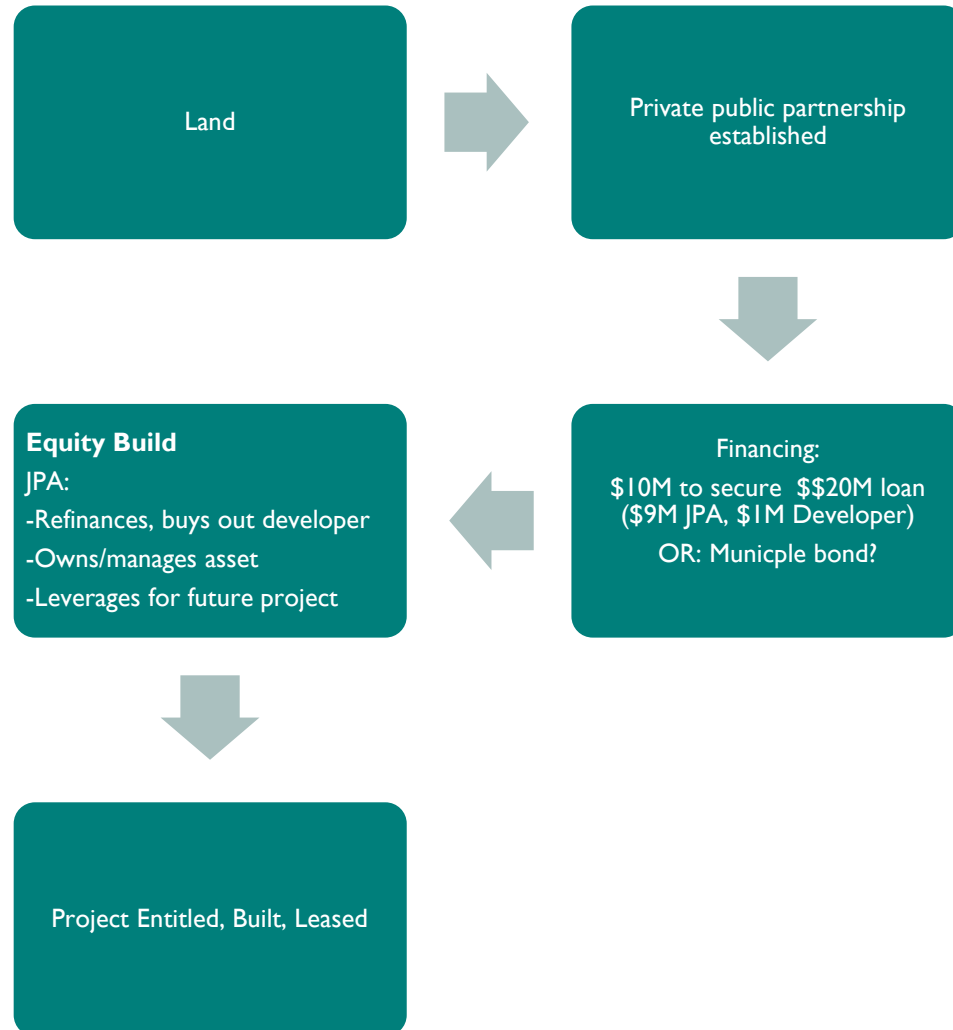 Land
Private public partnership
established
Financing:
$10M to secure  $$20M loan
($9M JPA, $1M Developer)
OR: Municple bond?
Equity Build
JPA:
-Refinances, buys out developer
-Owns/manages asset
-Leverages for future project
Project Entitled, Built, Leased